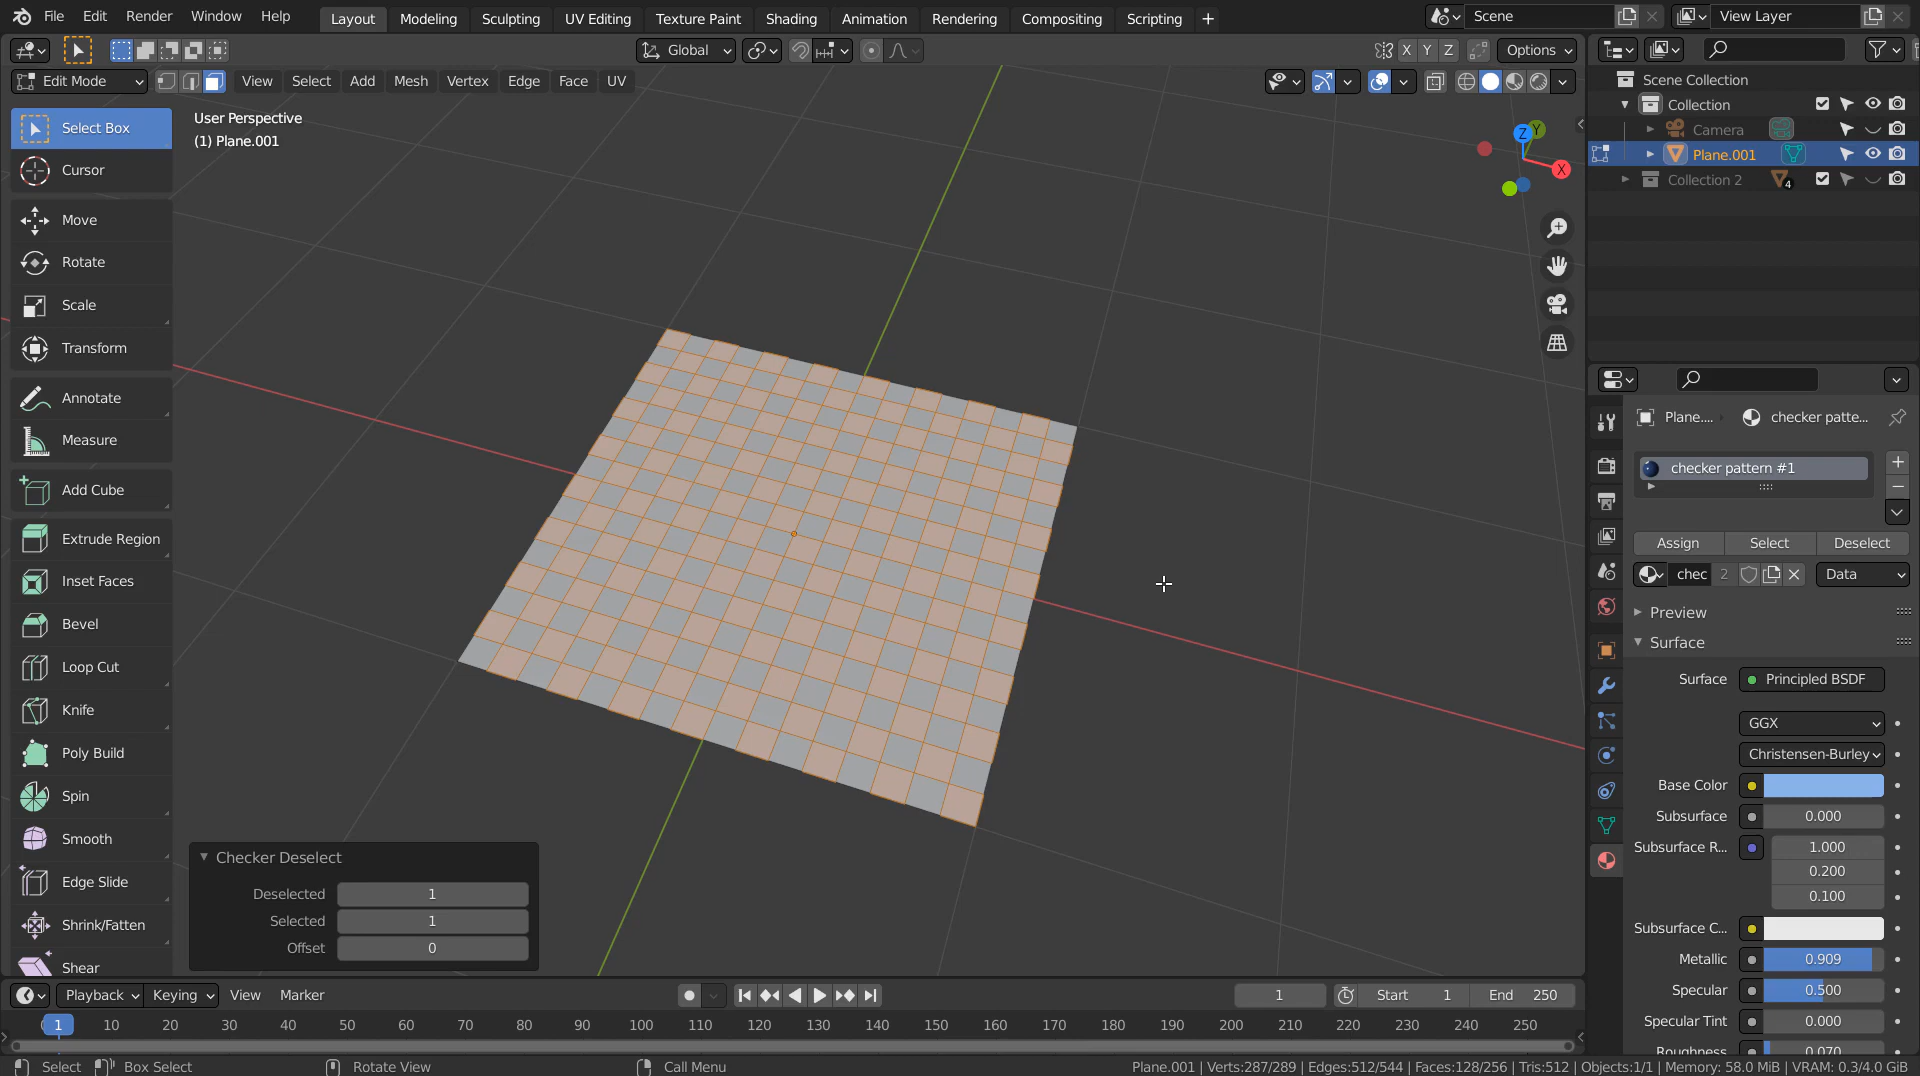 File Edit Render Window Help Layout Modeling Sculpting UV Editing Texture Paint Shading Animation Rendering Compositing Scripting + Scene View Layer
Global X Y Z Options
Edit Mode View Select Add Mesh Vertex Edge Face UV
User Perspective
(1) Plane.001
Select Box
Cursor
Move
Rotate
Scale
Transform
Annotate
Measure
Add Cube
Extrude Region
Inset Faces
Bevel
Loop Cut
Knife
Poly Build
Spin
Smooth
Edge Slide
Shrink/Fatten
Shear
Z Y
X
Checker Deselect
Deselected 1
Selected 1
Offset 0
Scene Collection
Collection
Camera
Plane.001
Collection 2 4
Plane.... checker patte...
checker pattern #1
Assign Select Deselect
chec 2 Data
Preview
Surface
Surface Principled BSDF
GGX
Christensen-Burley
Base Color
Subsurface 0.000
Subsurface R... 1.000
0.200
0.100
Subsurface C...
Metallic 0.909
Specular 0.500
Specular Tint 0.000
Roughness 0.070
Playback Keying View Marker 1 Start 1 End 250
1 10 20 30 40 50 60 70 80 90 100 110 120 130 140 150 160 170 180 190 200 210 220 230 240 250
Select Box Select Rotate View Call Menu Plane.001 | Verts:287/289 | Edges:512/544 | Faces:128/256 | Tris:512 | Objects:1/1 | Memory: 58.0 MiB | VRAM: 0.3/4.0 GiB